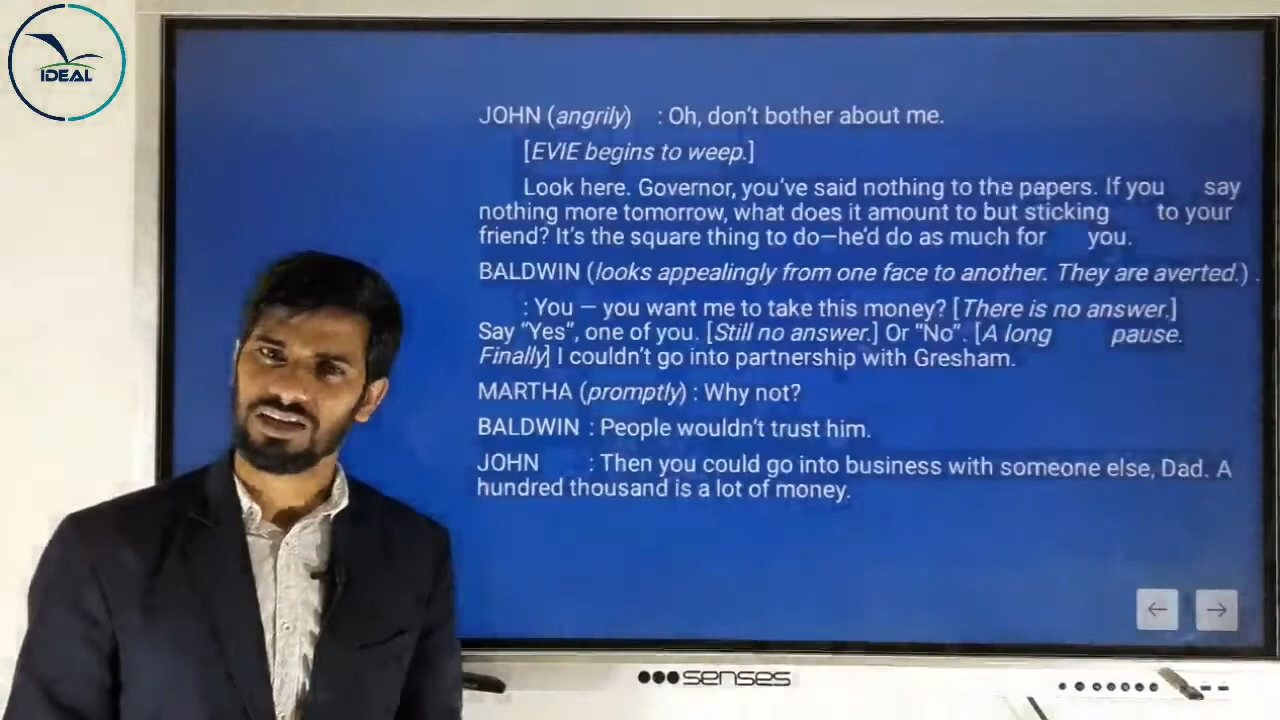 IDEAL
JOHN (angrily) : Oh, don't bother about me.
[EVIE begins to weep.]
Look here. Governor, you've said nothing to the papers. If you say
nothing more tomorrow, what does it amount to but sticking to your
friend? It's the square thing to do—he'd do as much for you.
BALDWIN (looks appealingly from one face to another. They are averted.) .
: You — you want me to take this money? [There is no answer.]
Say "Yes", one of you. [Still no answer.] Or "No". [A long pause.
Finally] I couldn't go into partnership with Gresham.
MARTHA (promptly) : Why not?
BALDWIN : People wouldn't trust him.
JOHN : Then you could go into business with someone else, Dad. A
hundred thousand is a lot of money.
senses